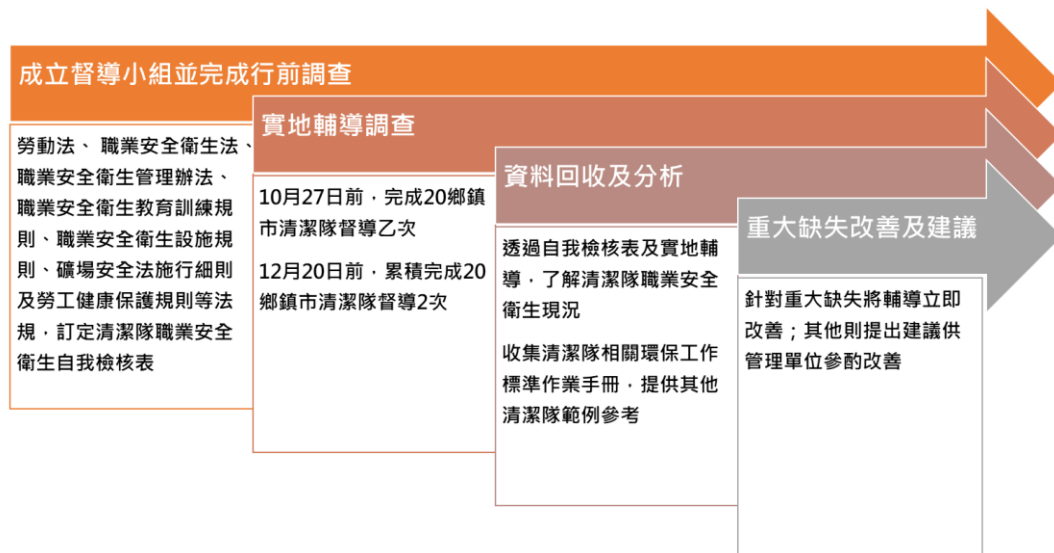 成立督導小組並完成行前調查
勞動法、 職業安全衛生法、
職業安全衛生管理辦法、
職業安全衛生教育訓練規
則、職業安全衛生設施規
則、礦場安全法施行細則
及勞工健康保護規則等法
規，訂定清潔隊職業安全
衛生自我檢核表
實地輔導調查
10月27日前，完成20鄉鎮
市清潔隊督導乙次
12月20日前，累積完成20
鄉鎮市清潔隊督導2次
資料回收及分析
透過自我檢核表及實地輔
導，了解清潔隊職業安全
衛生現況
收集清潔隊相關環保工作
標準作業手冊，提供其他
清潔隊範例參考
重大缺失改善及建議
針對重大缺失將輔導立即
改善；其他則提出建議供
管理單位參酌改善